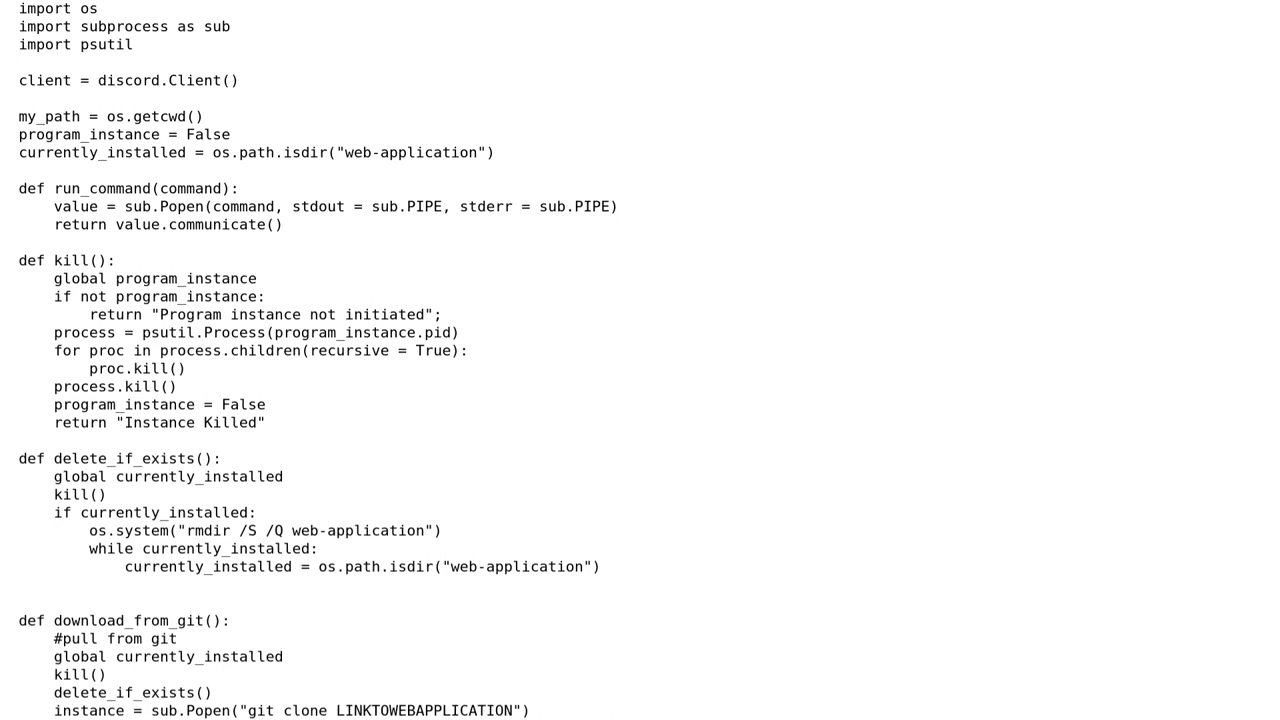 import os
import subprocess as sub
import psutil

client = discord.Client()

my_path = os.getcwd()
program_instance = False
currently_installed = os.path.isdir("web-application")

def run_command(command):
    value = sub.Popen(command, stdout = sub.PIPE, stderr = sub.PIPE)
    return value.communicate()

def kill():
    global program_instance
    if not program_instance:
        return "Program instance not initiated";
    process = psutil.Process(program_instance.pid)
    for proc in process.children(recursive = True):
        proc.kill()
    process.kill()
    program_instance = False
    return "Instance Killed"

def delete_if_exists():
    global currently_installed
    kill()
    if currently_installed:
        os.system("rmdir /S /Q web-application")
        while currently_installed:
            currently_installed = os.path.isdir("web-application")


def download_from_git():
    #pull from git
    global currently_installed
    kill()
    delete_if_exists()
    instance = sub.Popen("git clone LINKTOWEBAPPLICATION")